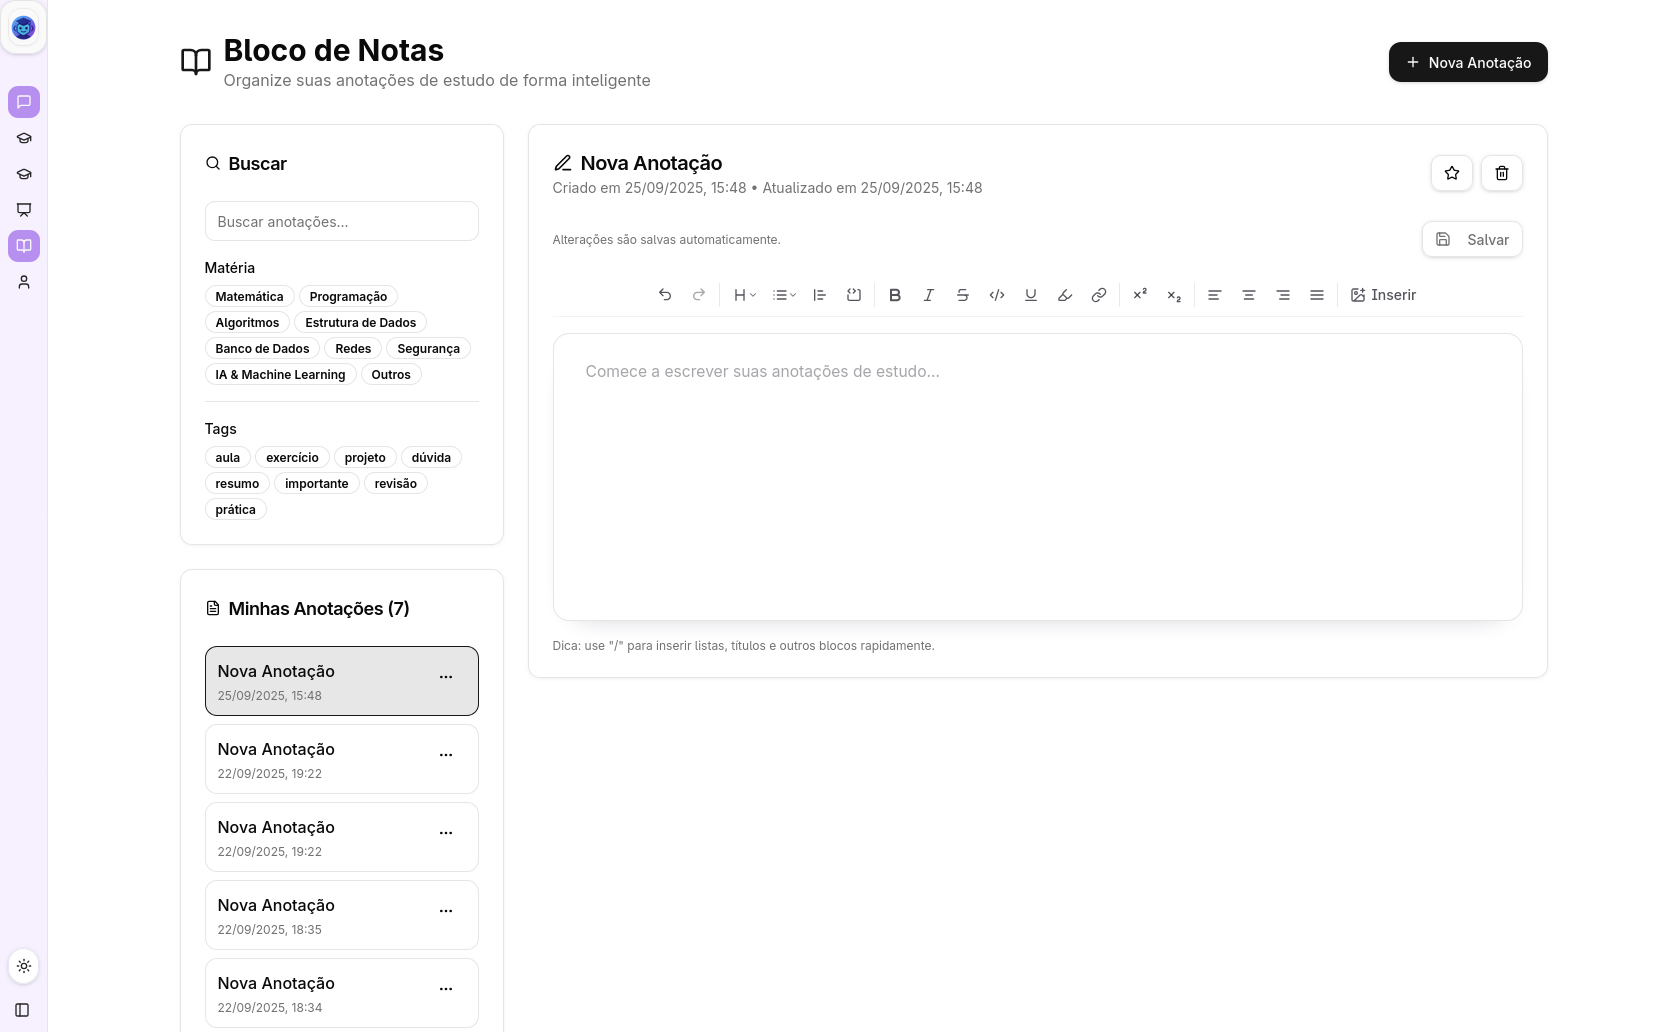 Bloco de Notas
Organize suas anotações de estudo de forma inteligente
Nova Anotação
Buscar
Buscar anotações...
Matéria
Matemática Programação
Algoritmos Estrutura de Dados
Banco de Dados Redes Segurança
IA & Machine Learning Outros
Tags
aula exercício projeto dúvida
resumo importante revisão
prática
Minhas Anotações (7)
Nova Anotação
25/09/2025, 15:48
Nova Anotação
22/09/2025, 19:22
Nova Anotação
22/09/2025, 19:22
Nova Anotação
22/09/2025, 18:35
Nova Anotação
22/09/2025, 18:34
Nova Anotação
Criado em 25/09/2025, 15:48 • Atualizado em 25/09/2025, 15:48
Alterações são salvas automaticamente.
Salvar
Inserir
Comece a escrever suas anotações de estudo...
Dica: use "/" para inserir listas, títulos e outros blocos rapidamente.